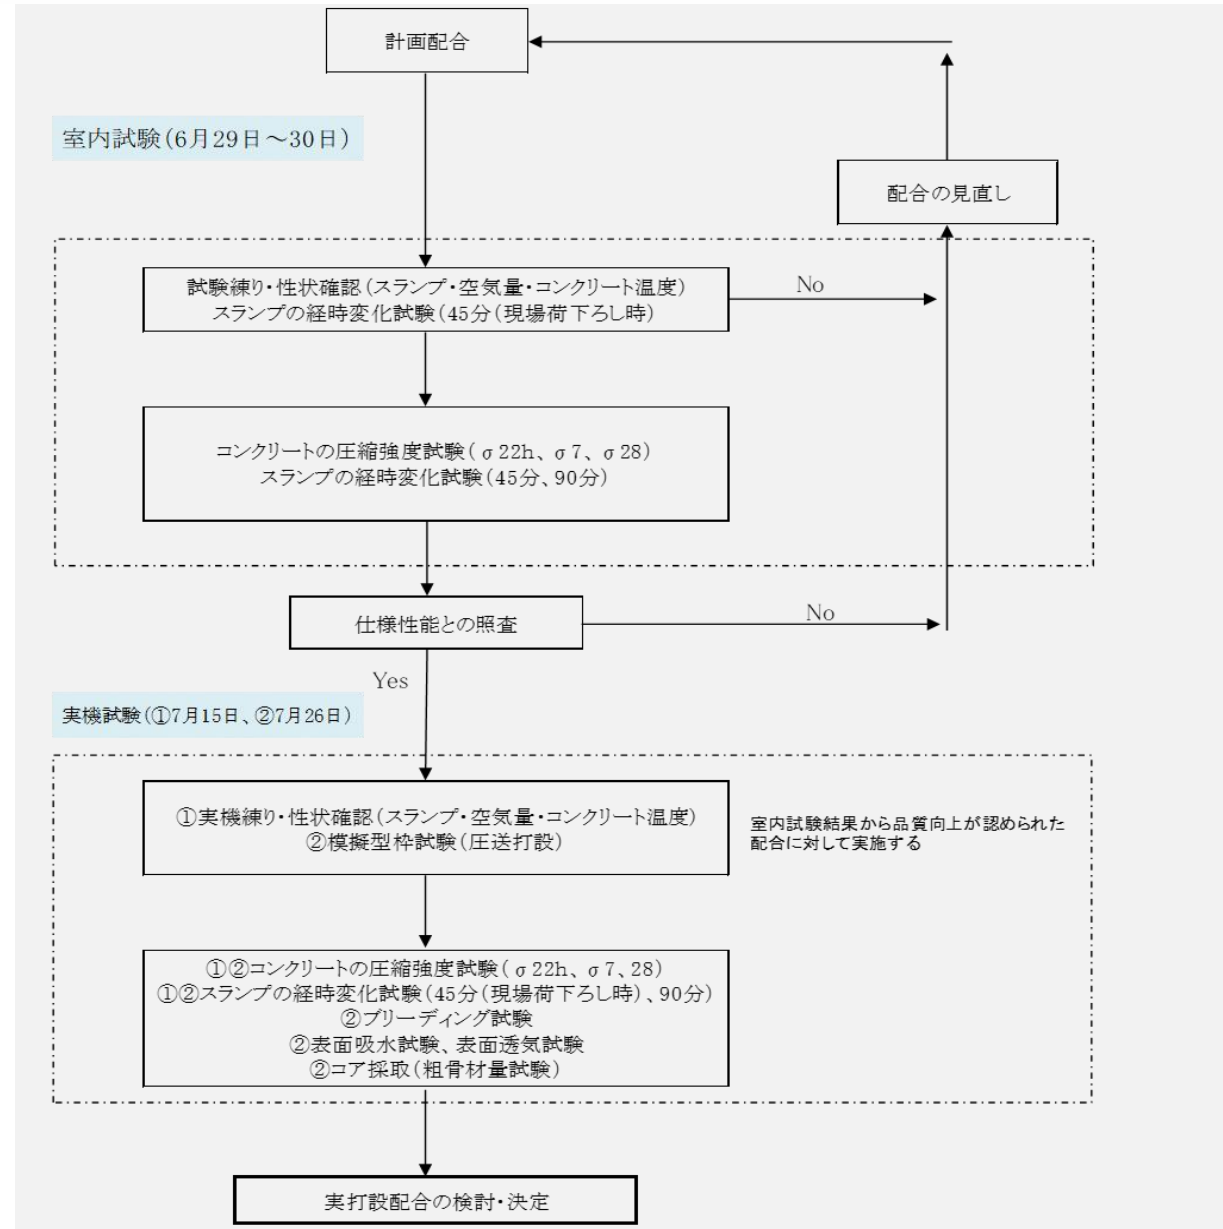 計画配合
室内試験(6月29日～30日)
配合の見直し
試験練り・性状確認(スランプ・空気量・コンクリート温度)
スランプの経時変化試験(45分(現場荷下ろし時)
No
コンクリートの圧縮強度試験(σ22h、σ7、σ28)
スランプの経時変化試験(45分、90分)
仕様性能との照査
No
Yes
実機試験(①7月15日、②7月26日)
①実機練り・性状確認(スランプ・空気量・コンクリート温度)
②模擬型枠試験(圧送打設)
室内試験結果から品質向上が認められた
配合に対して実施する
①②コンクリートの圧縮強度試験(σ22h、σ7、28)
①②スランプの経時変化試験(45分(現場荷下ろし時)、90分)
②ブリーディング試験
②表面吸水試験、表面透気試験
②コア採取(粗骨材量試験)
実打設配合の検討・決定